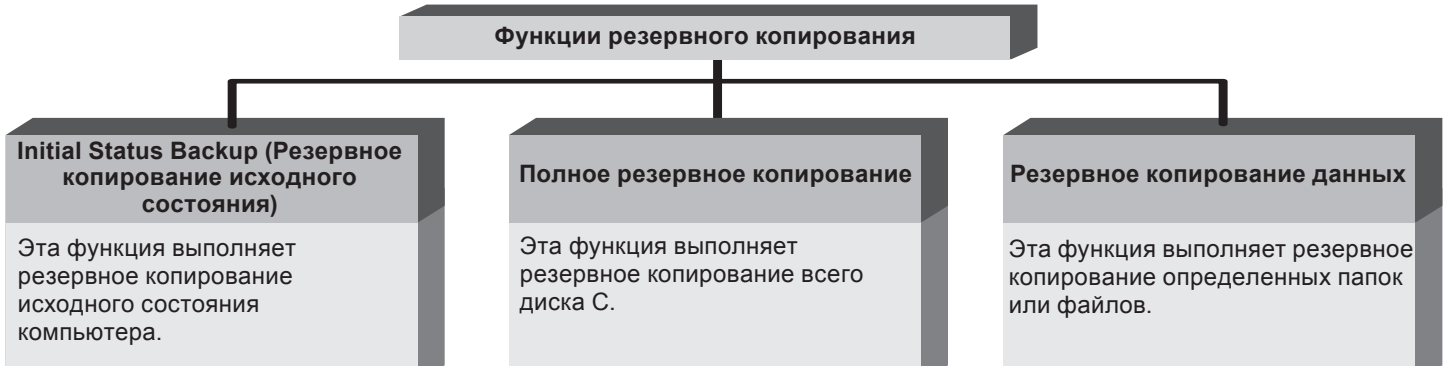 Функции резервного копирования
Initial Status Backup (Резервное
копирование исходного
состояния)
Эта функция выполняет
резервное копирование
исходного состояния
компьютера.
Полное резервное копирование
Эта функция выполняет
резервное копирование всего
диска C.
Резервное копирование данных
Эта функция выполняет резервное
копирование определенных папок
или файлов.